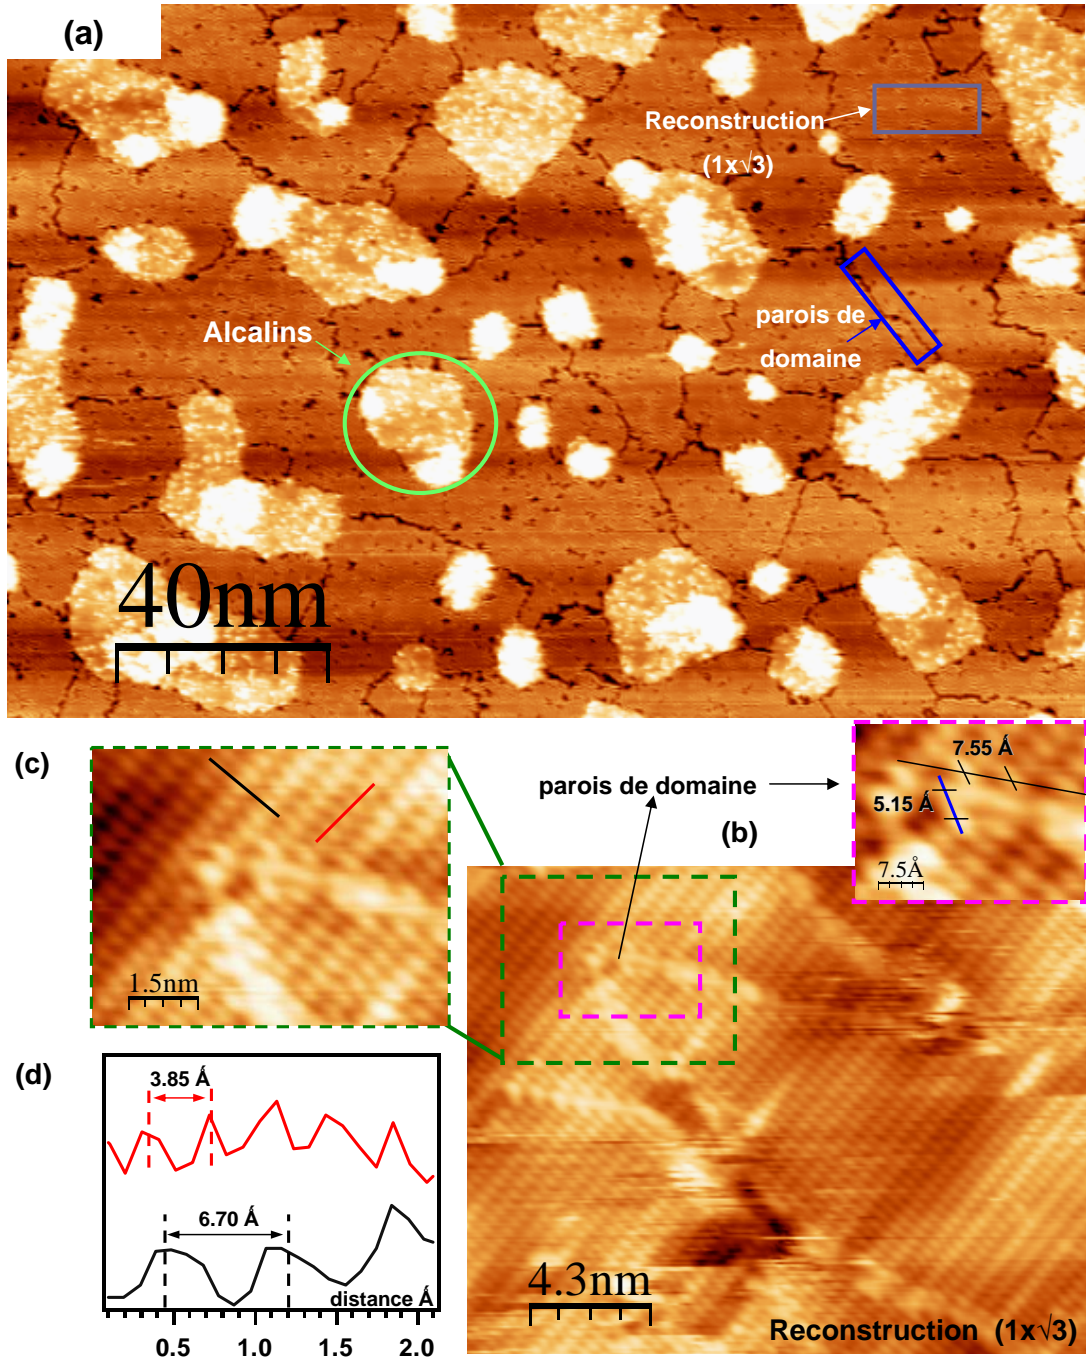 (a)
Reconstruction
(1x√3)
parois de
domaine
Alcalins
40nm
(c)
parois de domaine
(b)
7.55 Å
5.15 Å
7.5Å
1.5nm
(d)
3.85 Å
6.70 Å
distance Å
0.5 1.0 1.5 2.0
4.3nm
Reconstruction (1x√3)